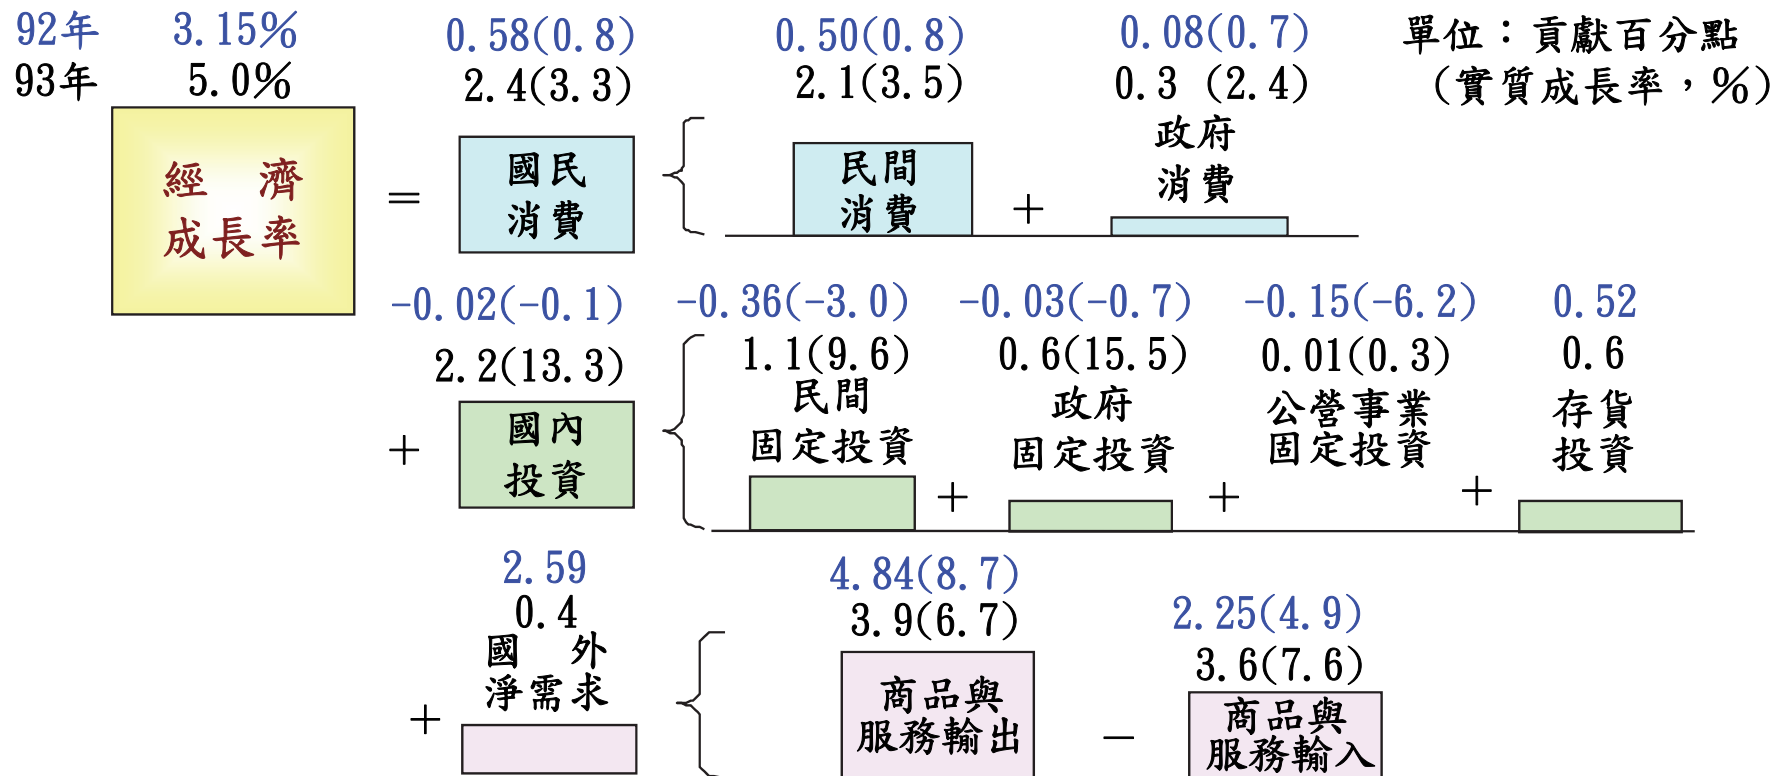 92年 3.15% 0.58(0.8) 0.50(0.8) 0.08(0.7) 單位：貢獻百分點
93年 5.0% 2.4(3.3) 2.1(3.5) 0.3 (2.4) (實質成長率，%)
經 濟
成長率
=
國民
消費
民間
消費
+
政府
消費
-0.02(-0.1) -0.36(-3.0) -0.03(-0.7) -0.15(-6.2) 0.52
2.2(13.3) 1.1(9.6) 0.6(15.5) 0.01(0.3) 0.6
+
國內
投資
民間
固定投資
+
政府
固定投資
+
公營事業
固定投資
+
存貨
投資
2.59 4.84(8.7) 2.25(4.9)
0.4 3.9(6.7) 3.6(7.6)
+
國 外
淨需求
商品與
服務輸出
−
商品與
服務輸入